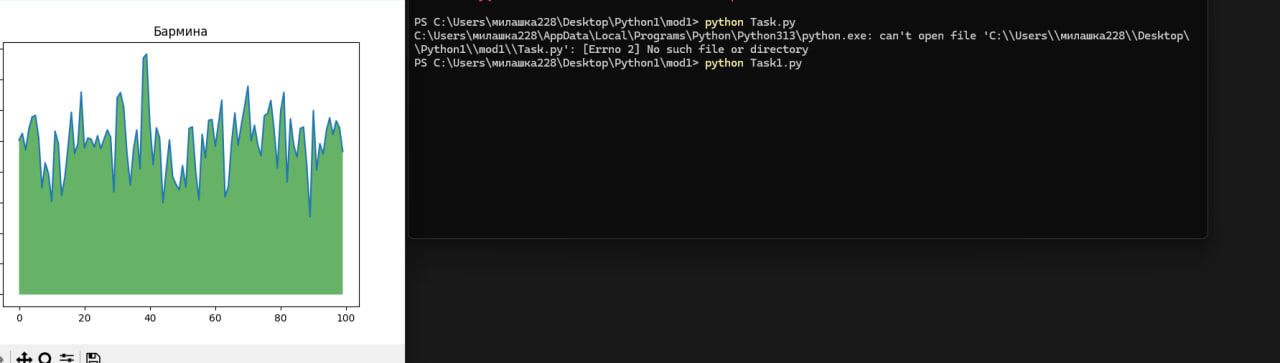 Бармина
0 20 40 60 80 100
PS C:\Users\милашка228\Desktop\Python1\mod1> python Task.py
C:\Users\милашка228\AppData\Local\Programs\Python\Python313\python.exe: can't open file 'C:\\Users\\милашка228\\Desktop\
\Python1\\mod1\\Task.py': [Errno 2] No such file or directory
PS C:\Users\милашка228\Desktop\Python1\mod1> python Task1.py